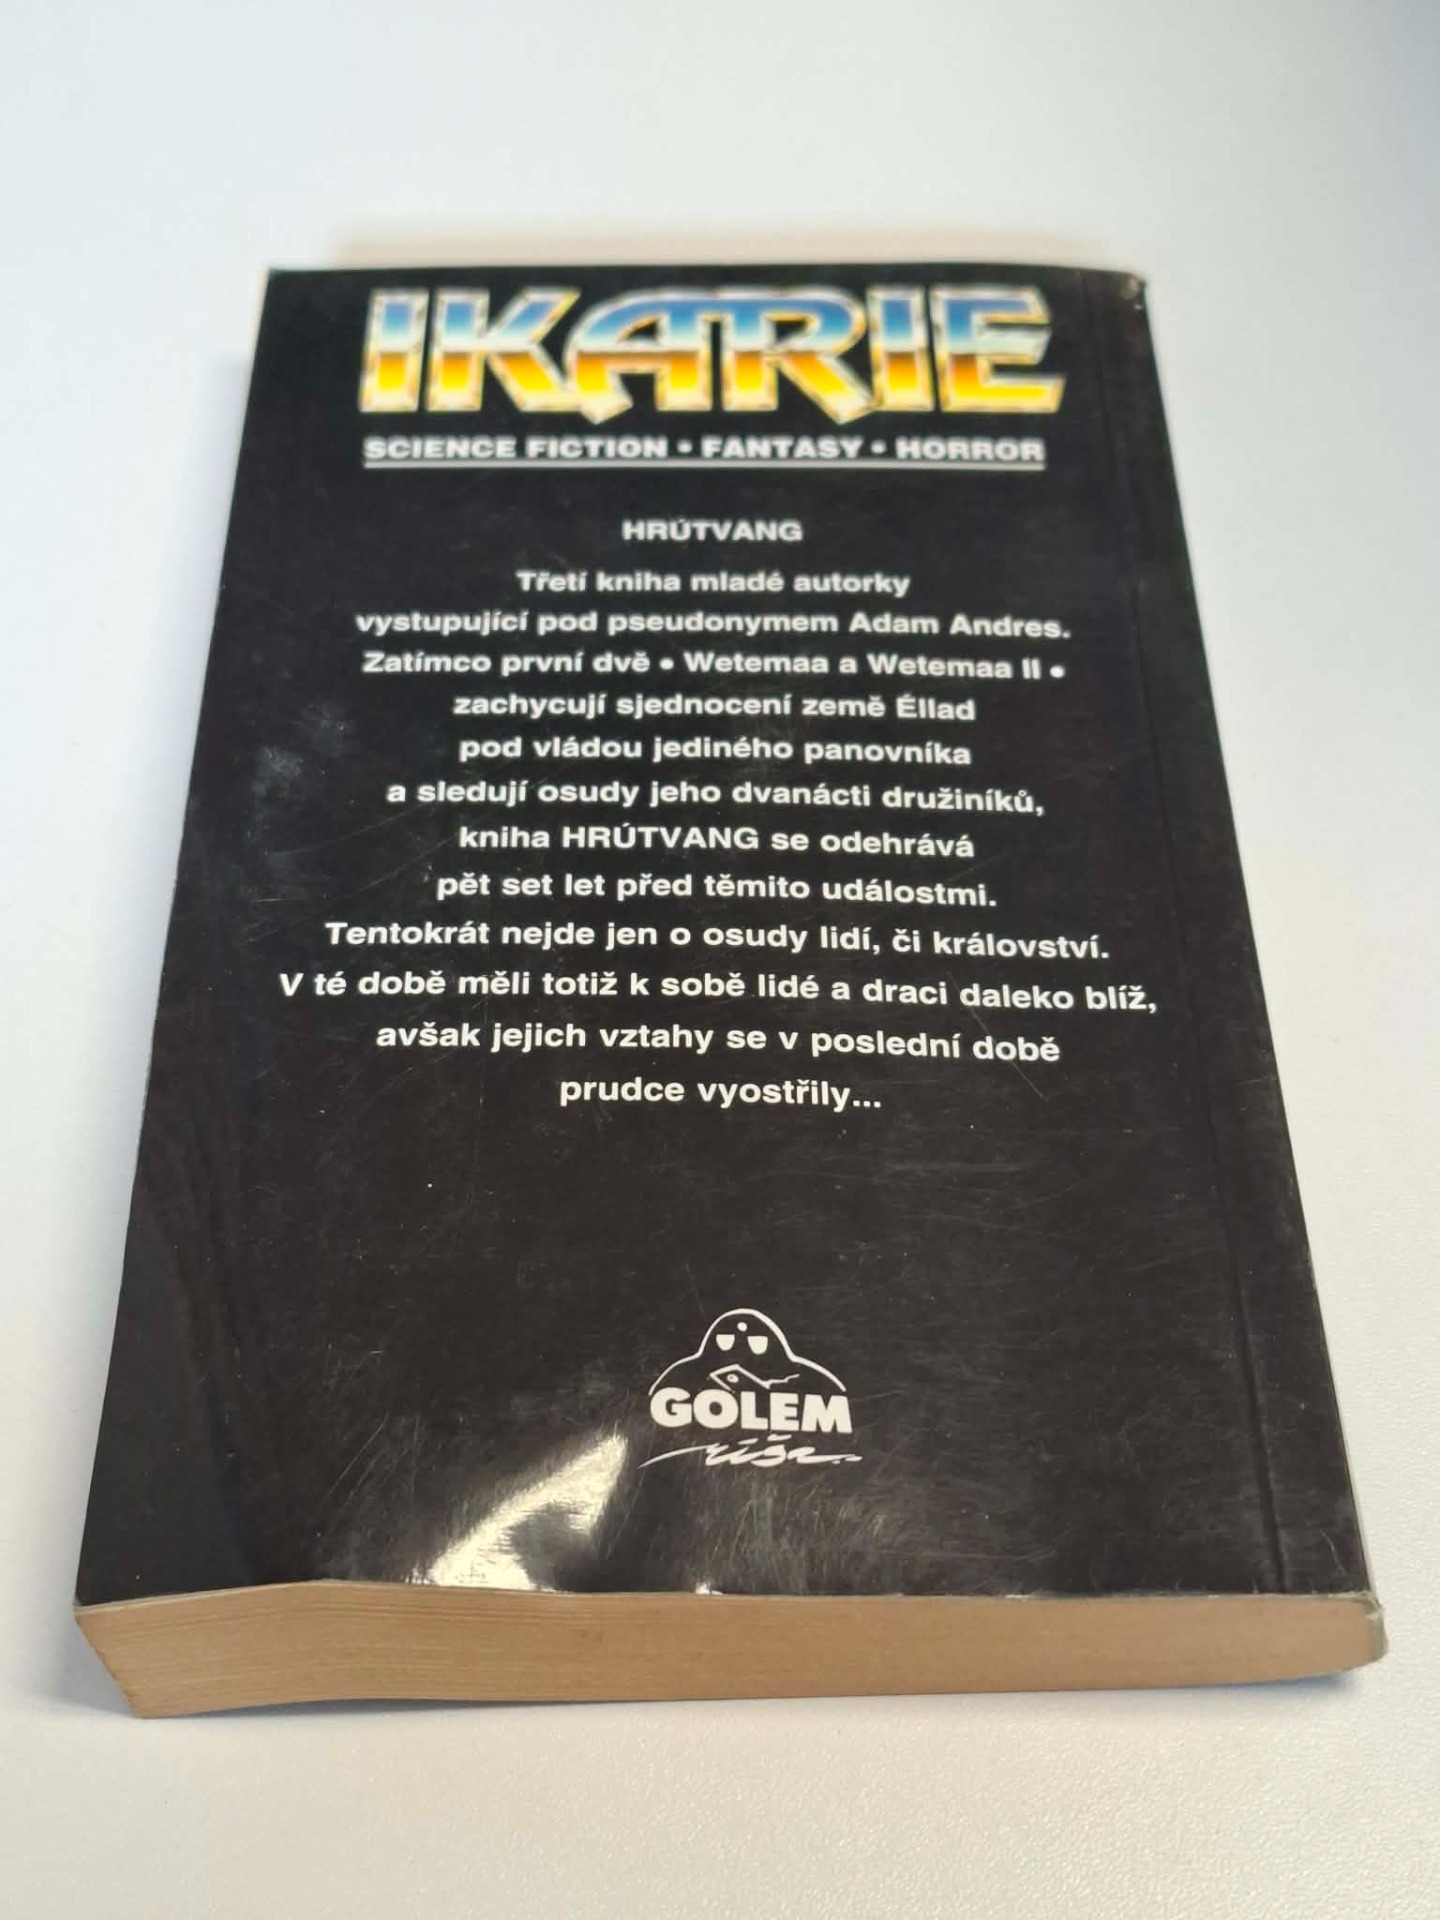 IKARIE
SCIENCE FICTION • FANTASY • HORROR
HRÚTVANG
Třetí kniha mladé autorky
vystupující pod pseudonymem Adam Andres.
Zatímco první dvě • Wetemaa a Wetemaa II •
zachycují sjednocení země Éllad
pod vládou jediného panovníka
a sledují osudy jeho dvanácti družiníků,
kniha HRÚTVANG se odehrává
pět set let před těmito událostmi.
Tentokrát nejde jen o osudy lidí, či království.
V té době měli totiž k sobě lidé a draci daleko blíž,
avšak jejich vztahy se v poslední době
prudce vyostřily...
GOLEM
ríša